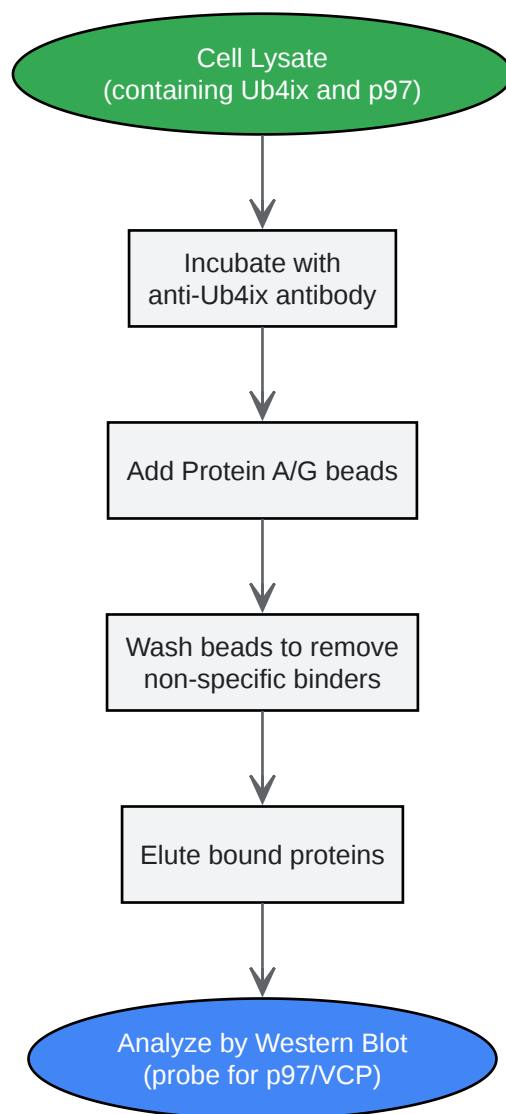 Cell Lysate
(containing Ub4ix and p97)
Incubate with
anti-Ub4ix antibody
Add Protein A/G beads
Wash beads to remove
non-specific binders
Elute bound proteins
Analyze by Western Blot
(probe for p97/VCP)